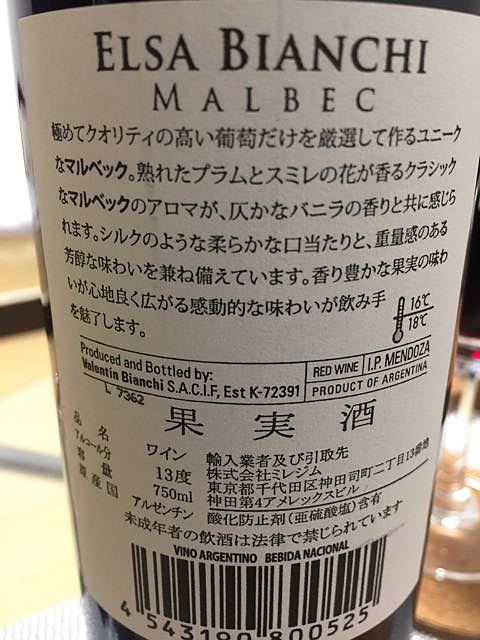 ELSA BIANCHI
MALBEC
極めてクオリティの高い葡萄だけを厳選して作るユニーク
なマルベック。熟れたプラムとスミレの花が香るクラシック
なマルベックのアロマが、仄かなバニラの香りと共に感じら
れます。シルクのような柔らかな口当たりと、重量感のある
芳醇な味わいを兼ね備えています。香り豊かな果実の味わ
いが心地良く広がる感動的な味わいが飲み手
を魅了します。
16℃
18℃
Produced and Bottled by:
Valentin Bianchi S.A.C.I.F, Est K-72391
RED WINE I.P. MENDOZA
PRODUCT OF ARGENTINA
L 7362
果実酒
品名 ワイン
アルコール分 13度
容量 750ml
原産国 アルゼンチン
輸入業者及び引取先
株式会社ミレジム
東京都千代田区神田司町二丁目13番地
神田第4アメレックスビル
酸化防止剤(亜硫酸塩)含有
未成年者の飲酒は法律で禁じられています
VINO ARGENTINO BEBIDA NACIONAL
4 543190 800525